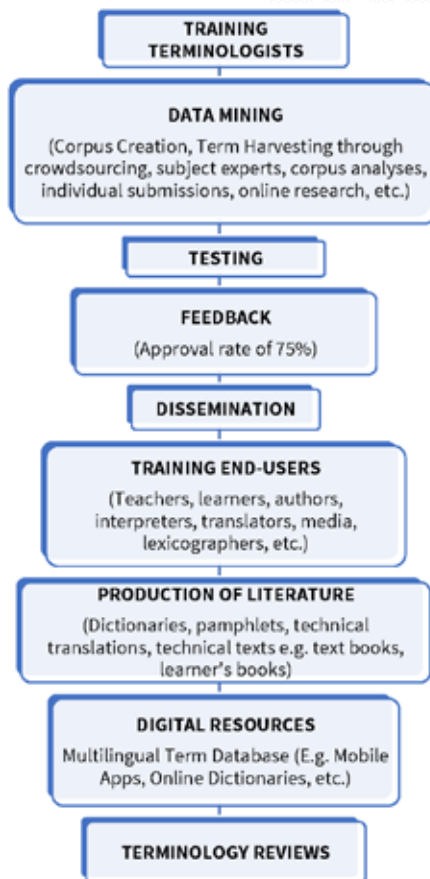 TRAINING
TERMINOLOGISTS
DATA MINING
(Corpus Creation, Term Harvesting through
crowdsourcing, subject experts, corpus analyses,
individual submissions, online research, etc.)
TESTING
FEEDBACK
(Approval rate of 75%)
DISSEMINATION
TRAINING END-USERS
(Teachers, learners, authors,
interpreters, translators, media,
lexicographers, etc.)
PRODUCTION OF LITERATURE
(Dictionaries, pamphlets, technical
translations, technical texts e.g. text books,
learner's books)
DIGITAL RESOURCES
Multilingual Term Database (E.g. Mobile
Apps, Online Dictionaries, etc.)
TERMINOLOGY REVIEWS